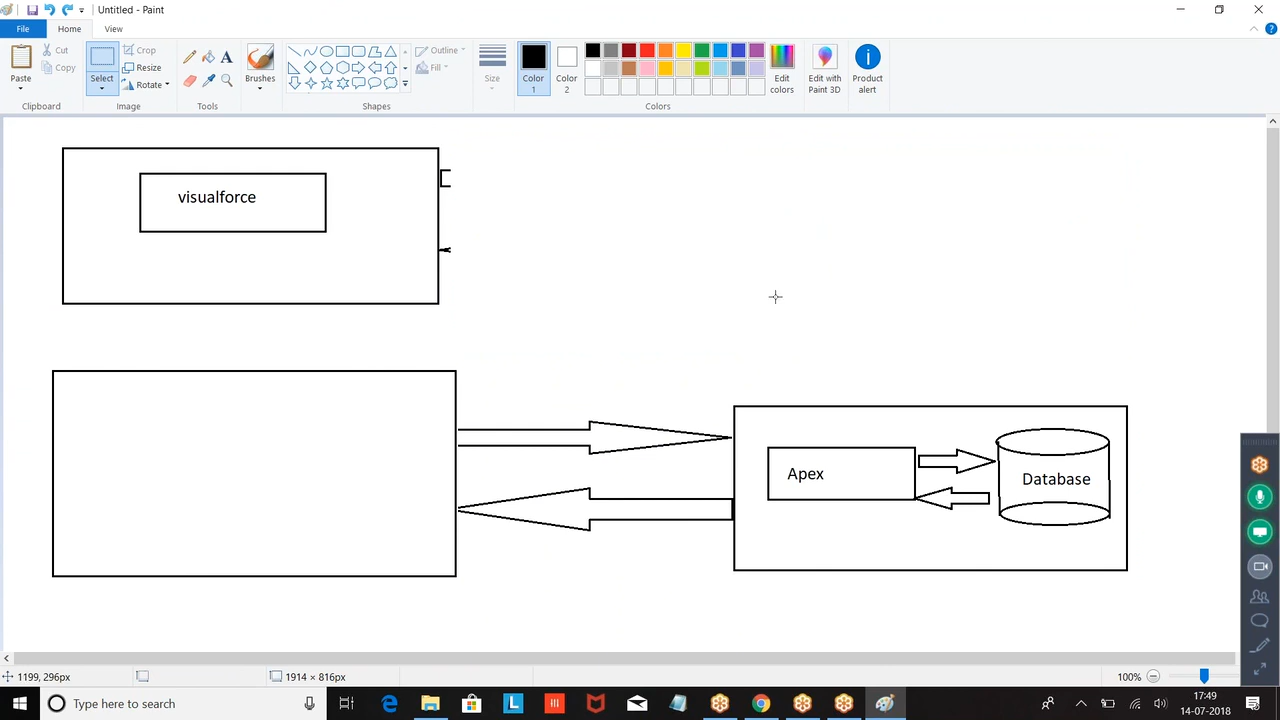 Untitled - Paint
File Home View
Paste
Cut
Copy
Clipboard
Select
Crop
Resize
Rotate
Image
Tools
Brushes
Outline
Fill
Shapes
Size
Color 1
Color 2
Edit colors
Colors
Edit with Paint 3D
Product alert
visualforce
Apex
Database
1199, 296px
1914 × 816px
100%
Type here to search
17:49
14-07-2018